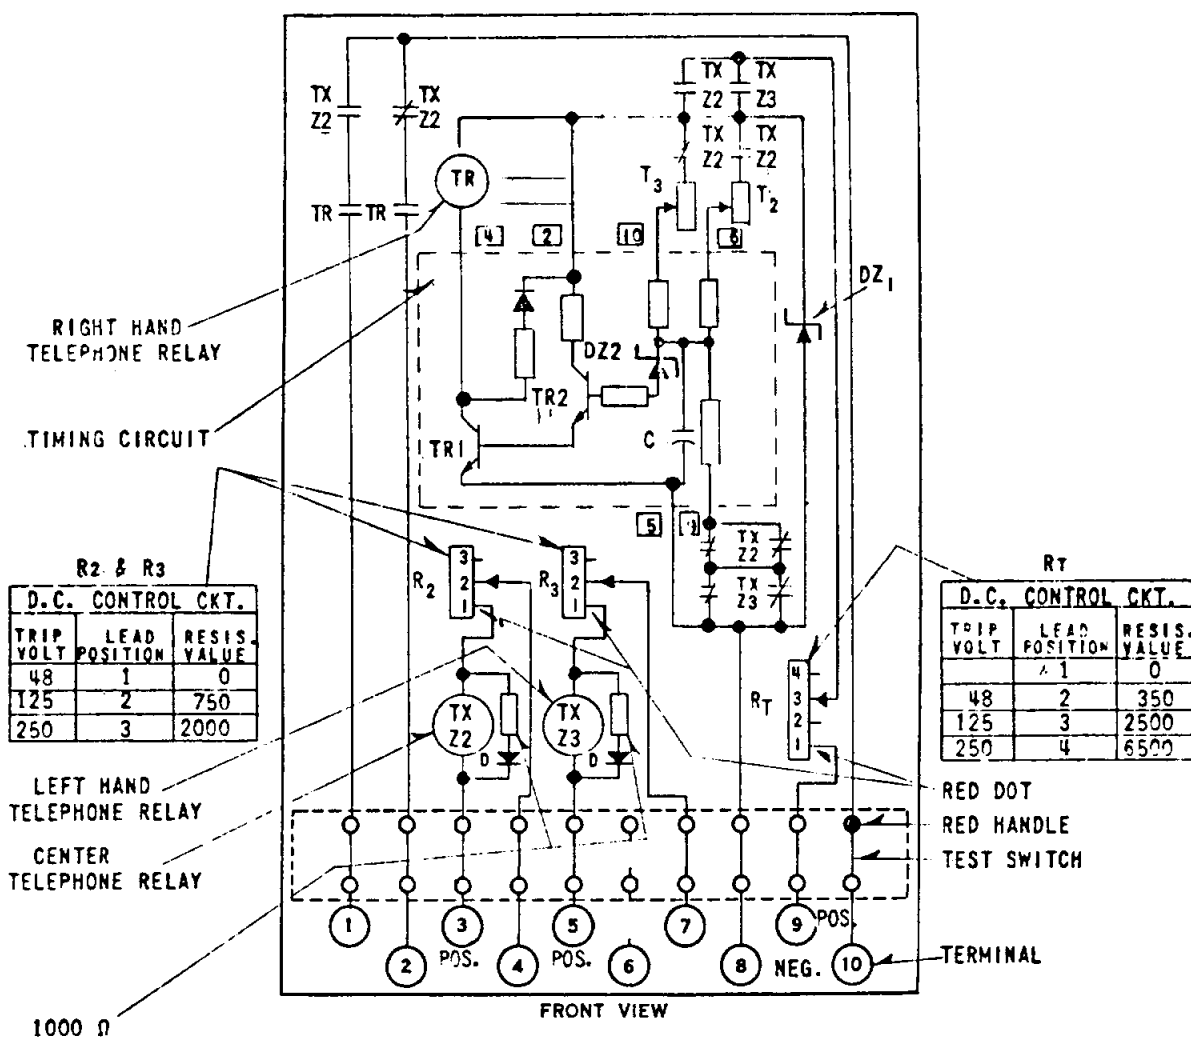 TX
Z2
TX
Z2
TX
Z2
TX
Z3
TX
Z2
TX
Z2
TR
T3
T2
TR
TR
4
2
10
DZ1
RIGHT HAND
TELEPHONE RELAY
DZ2
TR2
TIMING CIRCUIT
TR1
C
5
TX
Z2
TX
Z3
R2 & R3
D.C. CONTROL CKT.
TRIP VOLT LEAD POSITION RESIS. VALUE
48 1 0
125 2 750
250 3 2000
R2
3
2
1
R3
3
2
1
RT
D.C. CONTROL CKT.
TRIP VOLT LEAD POSITION RESIS. VALUE
1 0
48 2 350
125 3 2500
250 4 6500
RT
4
3
2
1
TX
Z2
D
TX
Z3
D
LEFT HAND
TELEPHONE RELAY
CENTER
TELEPHONE RELAY
RED DOT
RED HANDLE
TEST SWITCH
1
3
5
7
9
POS.
2
POS.
4
POS.
6
8
NEG.
10
TERMINAL
FRONT VIEW
1000 Ω